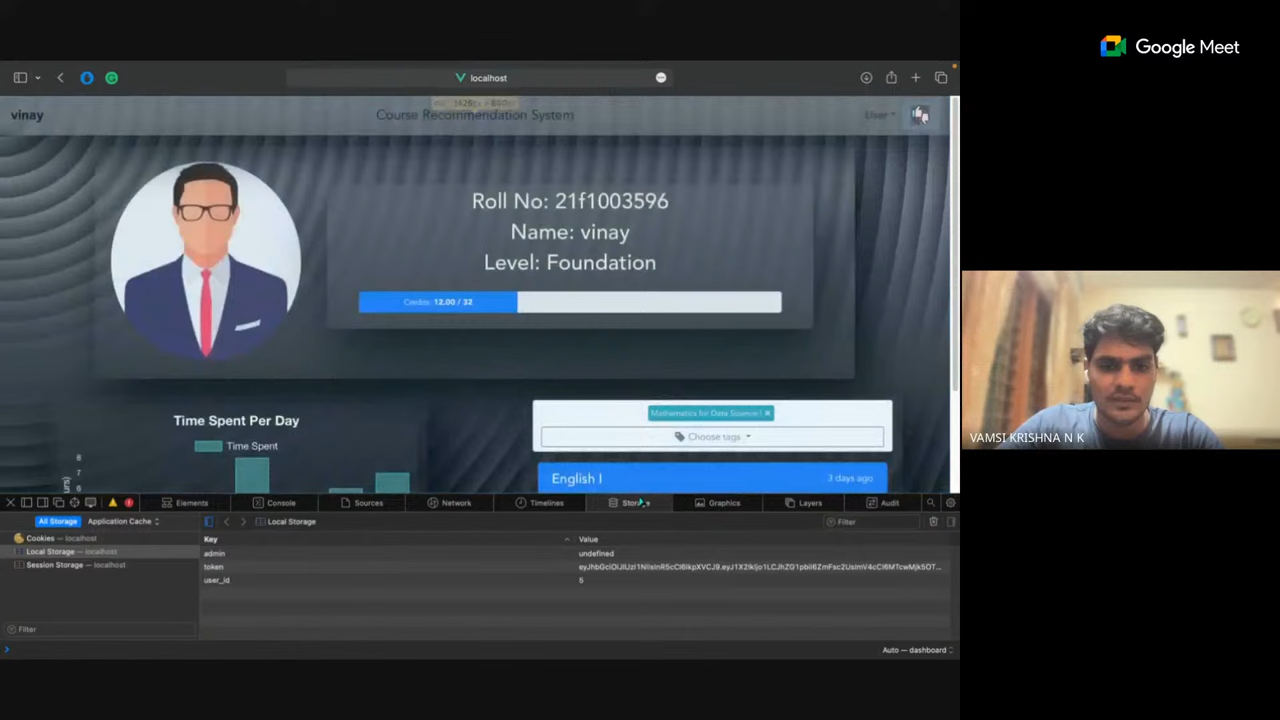 Google Meet
localhost
vinay
Course Recommendation System
User
Roll No: 21f1003596
Name: vinay
Level: Foundation
Credits: 12.00 / 32
Time Spent Per Day
Time Spent
8
7
6
Mathematics for Data Science I ×
Choose tags
English I
3 days ago
Elements
Console
Sources
Network
Timelines
Storage
Graphics
Layers
Audit
All Storage
Application Cache
Local Storage
Filter
Cookies — localhost
Local Storage — localhost
Session Storage — localhost
Key
Value
admin
undefined
token
user_id
5
Filter
Auto — dashboard
VAMSI KRISHNA N K